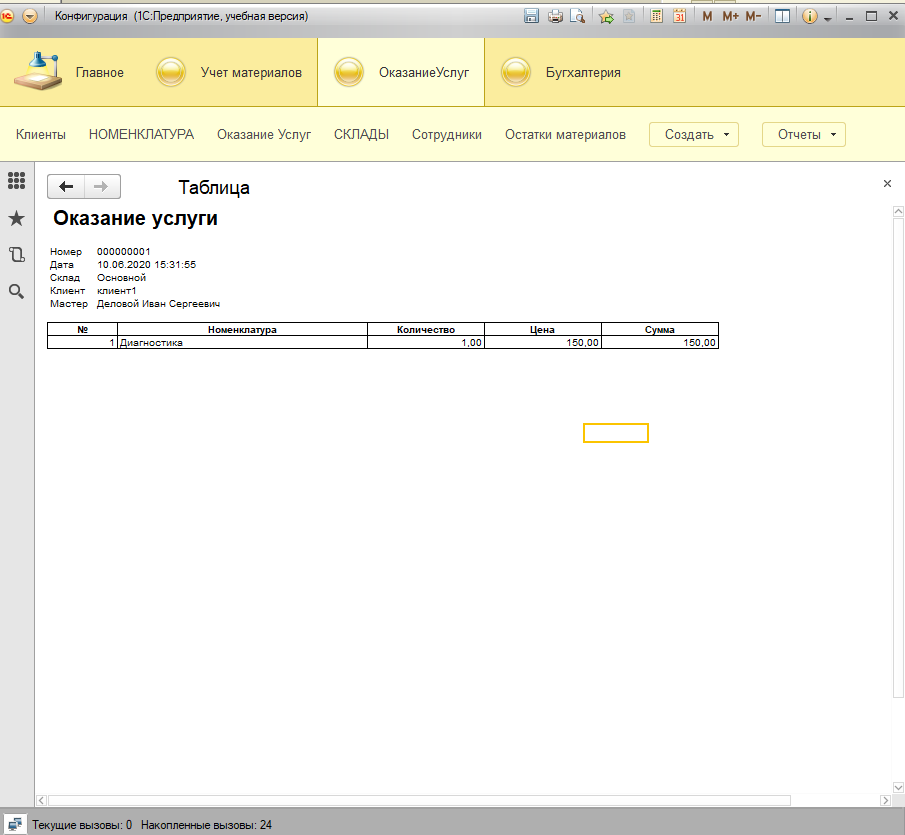 Конфигурация (1С:Предприятие, учебная версия)
M M+ M-
Главное Учет материалов ОказаниеУслуг Бугхалтерия
Клиенты НОМЕНКЛАТУРА Оказание Услуг СКЛАДЫ Сотрудники Остатки материалов Создать Отчеты
Таблица
Оказание услуги
Номер 000000001
Дата 10.06.2020 15:31:55
Склад Основной
Клиент клиент1
Мастер Деловой Иван Сергеевич
№ Номенклатура Количество Цена Сумма
1 Диагностика 1,00 150,00 150,00
Текущие вызовы: 0 Накопленные вызовы: 24